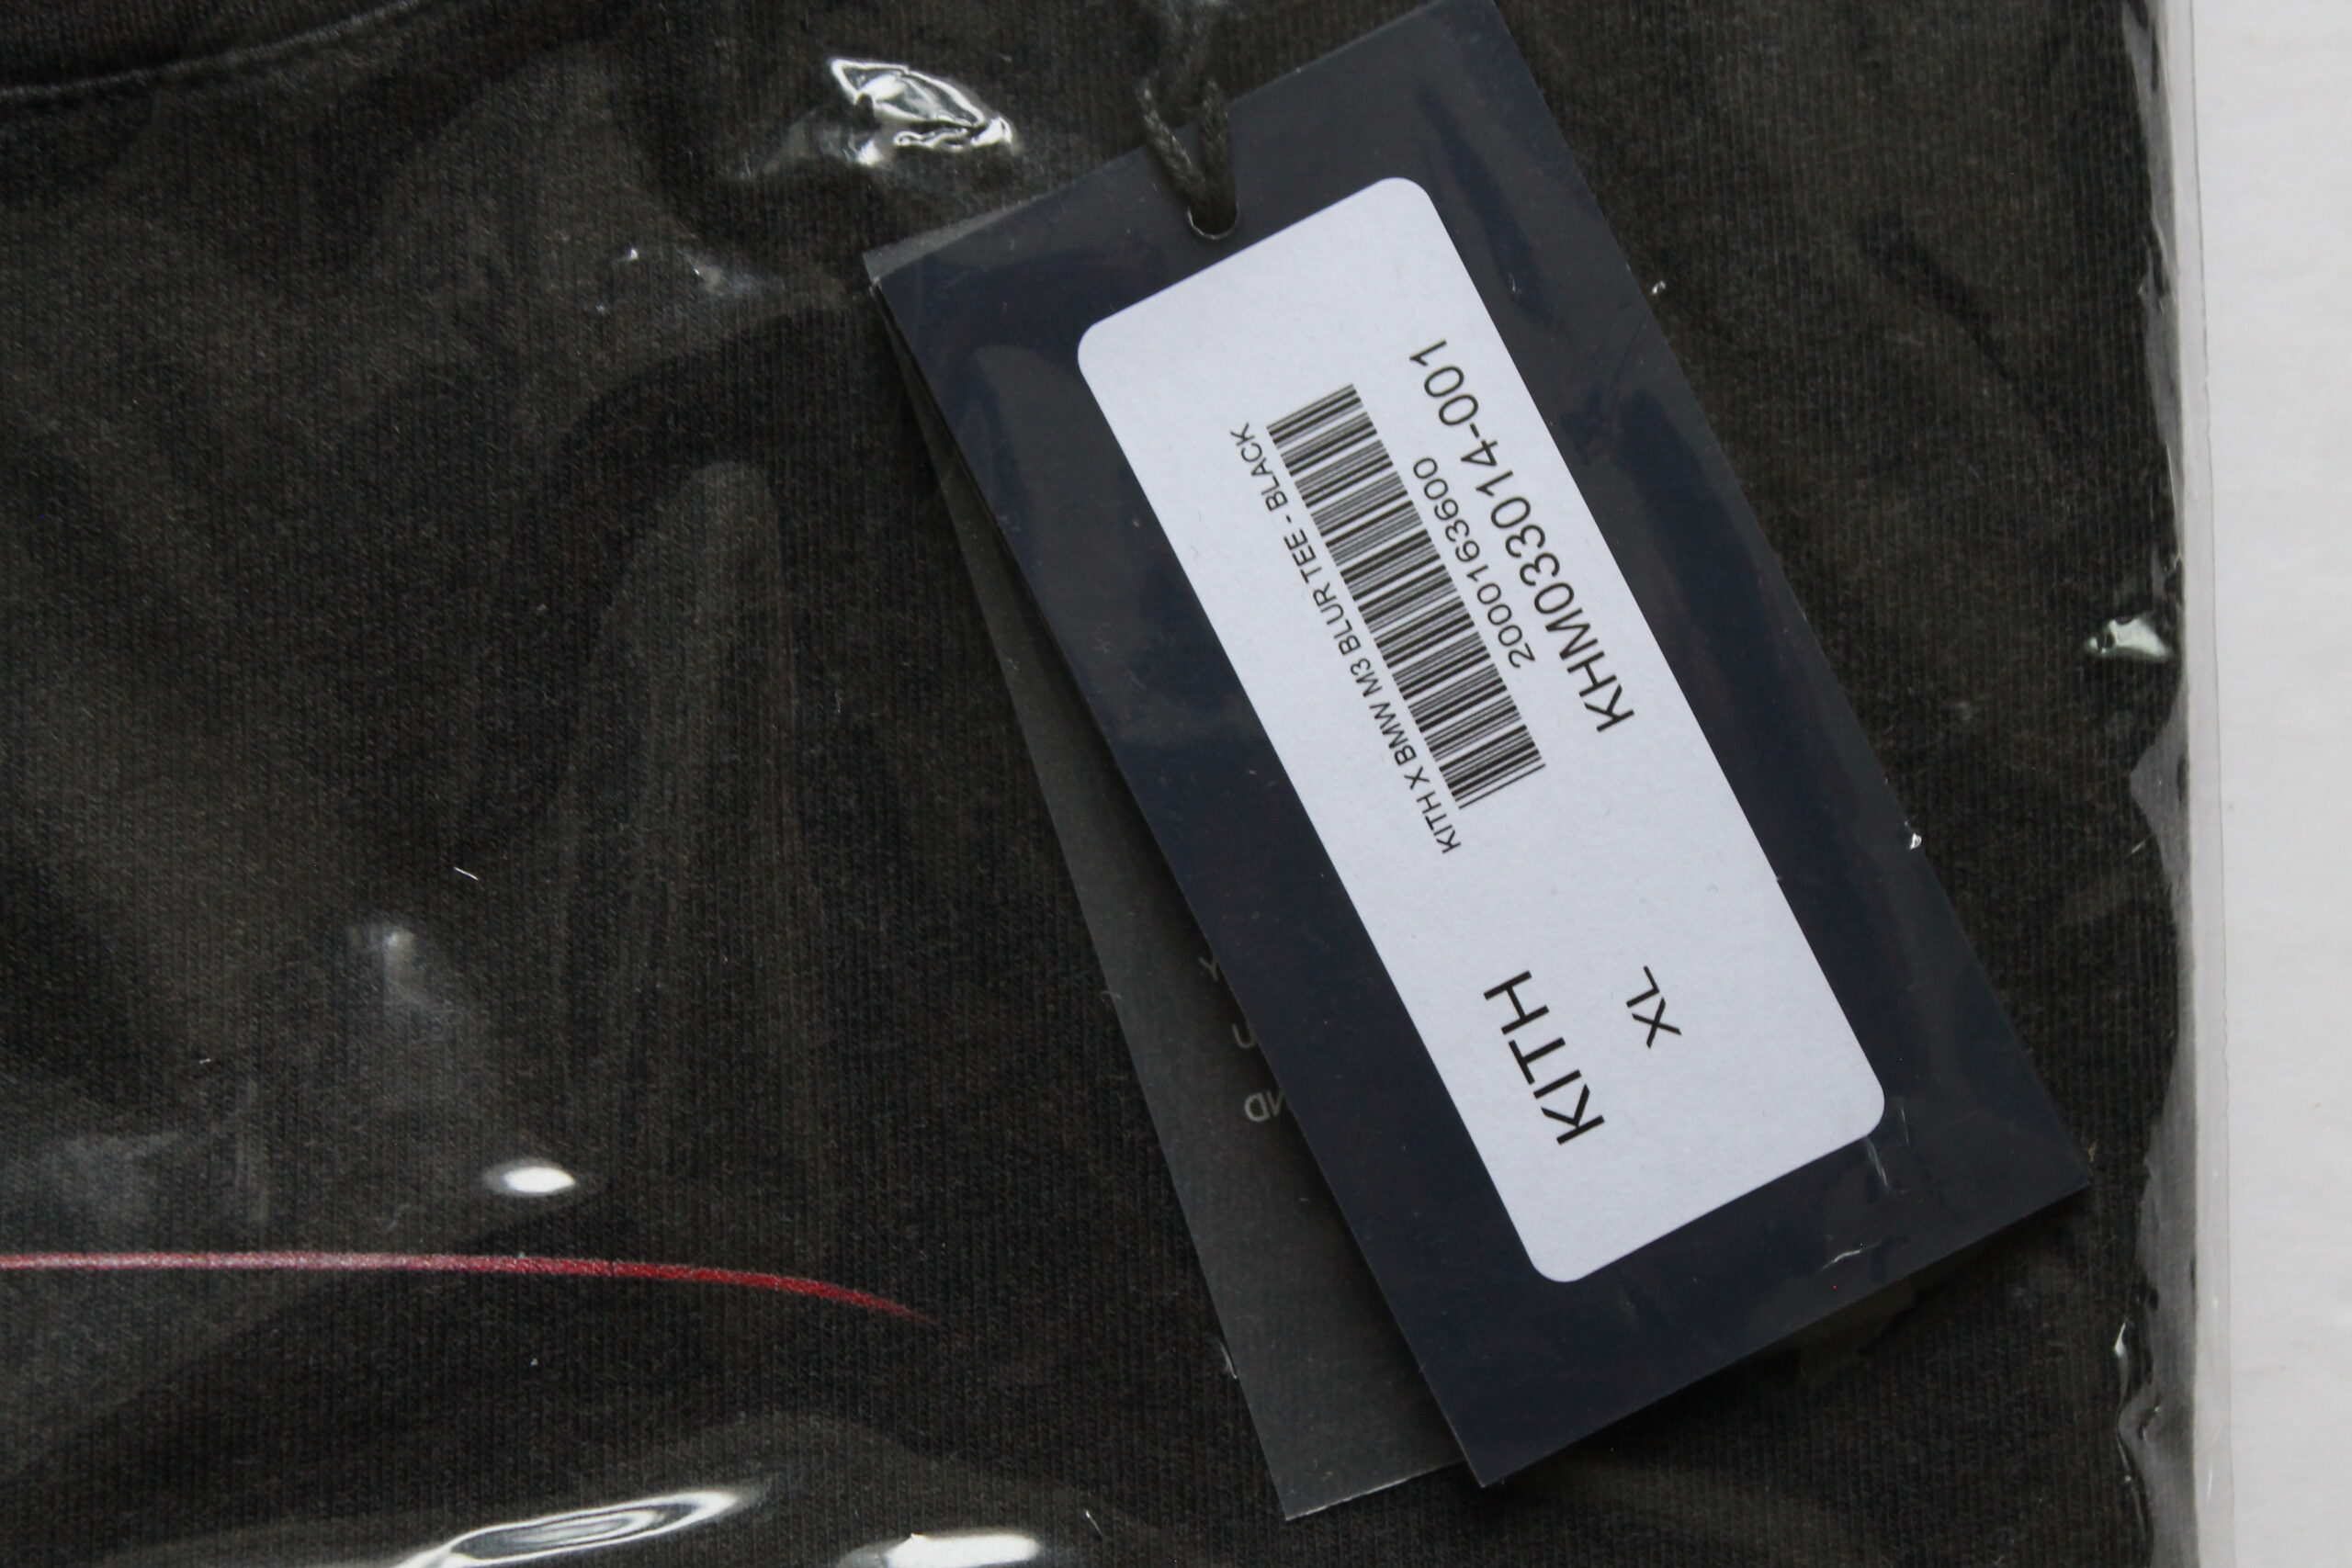 KITH
XL
KITH X BMW M3 BLUR TEE - BLACK
2000163600
KHM033014-001